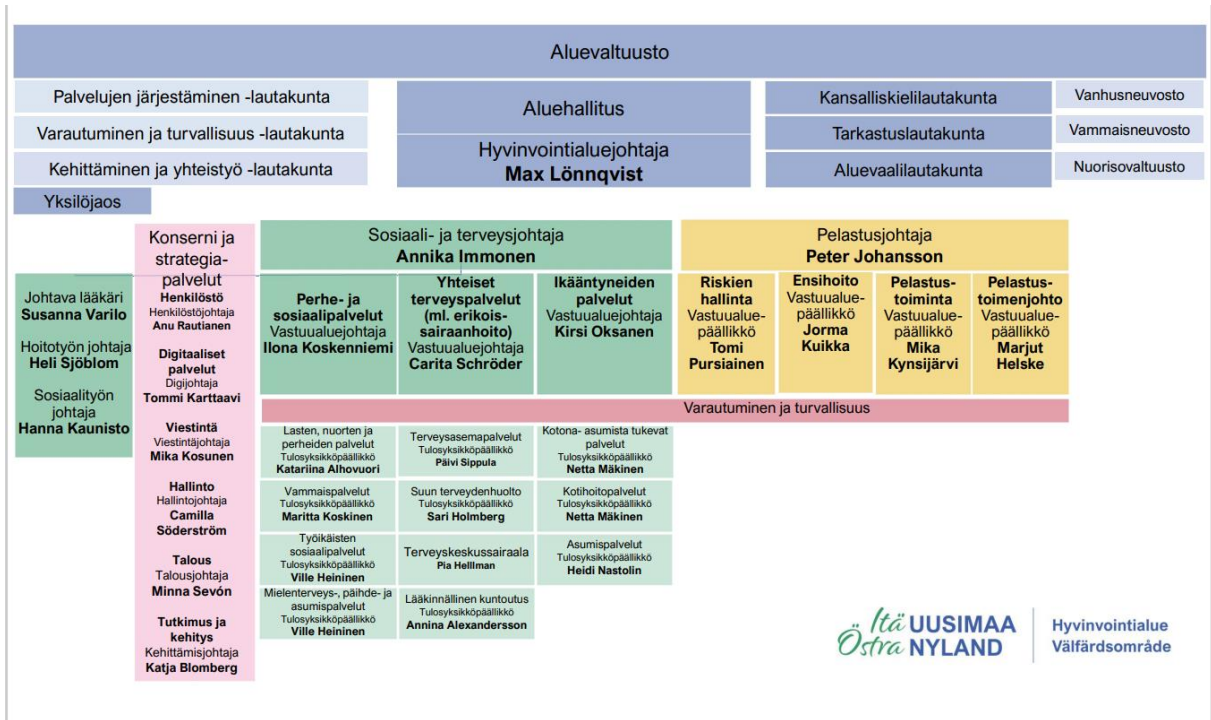 Aluevaltuusto
Palvelujen järjestäminen -lautakunta
Varautuminen ja turvallisuus -lautakunta
Kehittäminen ja yhteistyö -lautakunta
Yksilöjaos
Aluehallitus
Hyvinvointialuejohtaja
Max Lönnqvist
Kansalliskielilautakunta
Tarkastuslautakunta
Aluevaalilautakunta
Vanhusneuvosto
Vammaisneuvosto
Nuorisovaltuusto
Johtava lääkäri
Susanna Varilo
Hoitotyön johtaja
Heli Sjöblom
Sosiaalityön
johtaja
Hanna Kaunisto
Konserni ja
strategia-
palvelut
Henkilöstö
Henkilöstöjohtaja
Anu Rautianen
Digitaaliset
palvelut
Digijohtaja
Tommi Karttaavi
Viestintä
Viestintäjohtaja
Mika Kosunen
Hallinto
Hallintojohtaja
Camilla
Söderström
Talous
Talousjohtaja
Minna Sevón
Tutkimus ja
kehitys
Kehittämisjohtaja
Katja Blomberg
Sosiaali- ja terveysjohtaja
Annika Immonen
Perhe- ja
sosiaalipalvelut
Vastuualuejohtaja
Ilona Koskenniemi
Yhteiset
terveyspalvelut
(ml. erikois-
sairaanhoito)
Vastuualuejohtaja
Carita Schröder
Ikääntyneiden
palvelut
Vastuualuejohtaja
Kirsi Oksanen
Pelastusjohtaja
Peter Johansson
Riskien
hallinta
Vastuualue-
päällikkö
Tomi
Pursiainen
Ensihoito
Vastuualue-
päällikkö
Jorma
Kuikka
Pelastus-
toiminta
Vastuualue-
päällikkö
Mika
Kynsijärvi
Pelastus-
toimenjohto
Vastuualue-
päällikkö
Marjut
Helske
Varautuminen ja turvallisuus
Lasten, nuorten ja
perheiden palvelut
Tulosyksikköpäällikkö
Katariina Alhovuori
Vammaispalvelut
Tulosyksikköpäällikkö
Maritta Koskinen
Työikäisten
sosiaalipalvelut
Tulosyksikköpäällikkö
Ville Heininen
Mielenterveys-, päihde- ja
asumispalvelut
Tulosyksikköpäällikkö
Ville Heininen
Terveysasemapalvelut
Tulosyksikköpäällikkö
Päivi Sippula
Suun terveydenhuolto
Tulosyksikköpäällikkö
Sari Holmberg
Terveyskeskussairaala
Pia Helllman
Lääkinnällinen kuntoutus
Tulosyksikköpäällikkö
Annina Alexandersson
Kotona- asumista tukevat
palvelut
Tulosyksikköpäällikkö
Netta Mäkinen
Kotihoitopalvelut
Tulosyksikköpäällikkö
Netta Mäkinen
Asumispalvelut
Tulosyksikköpäällikkö
Heidi Nastolin
Itä UUSIMAA
Östra NYLAND
Hyvinvointialue
Välfärdsområde